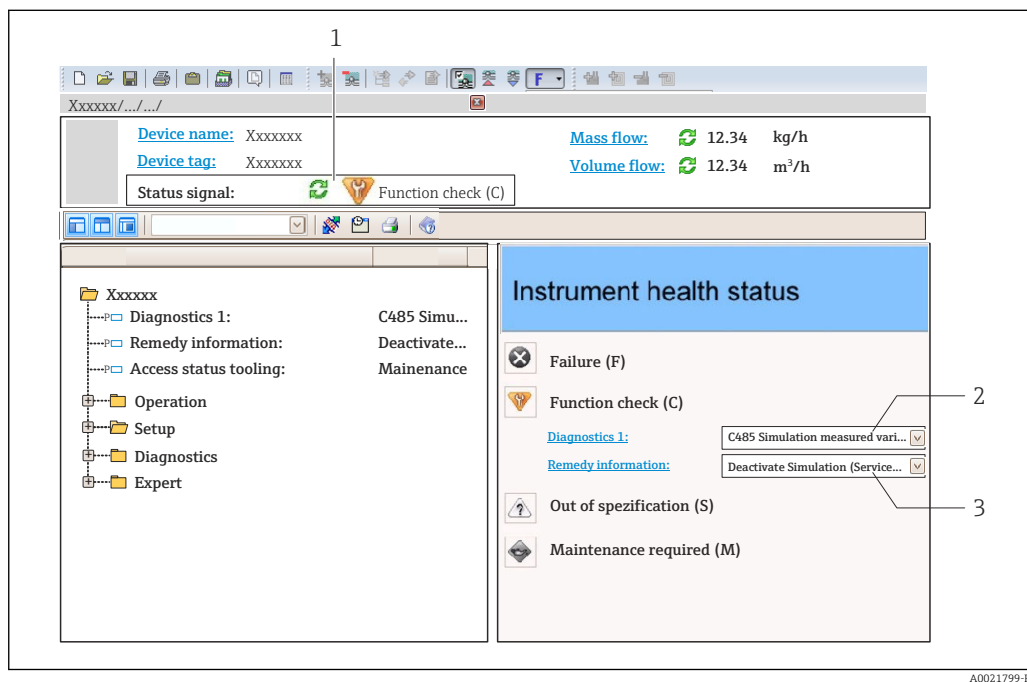 1
F
Xxxxxx/.../.../
Device name: Xxxxxxx
Mass flow: 12.34 kg/h
Device tag: Xxxxxxx
Volume flow: 12.34 m³/h
Status signal: Function check (C)
Xxxxxx
Diagnostics 1: C485 Simu...
Remedy information: Deactivate...
Access status tooling: Mainenance
Operation
Setup
Diagnostics
Expert
Instrument health status
Failure (F)
Function check (C)
2
Diagnostics 1: C485 Simulation measured vari...
Remedy information: Deactivate Simulation (Service...
Out of spezification (S)
3
Maintenance required (M)